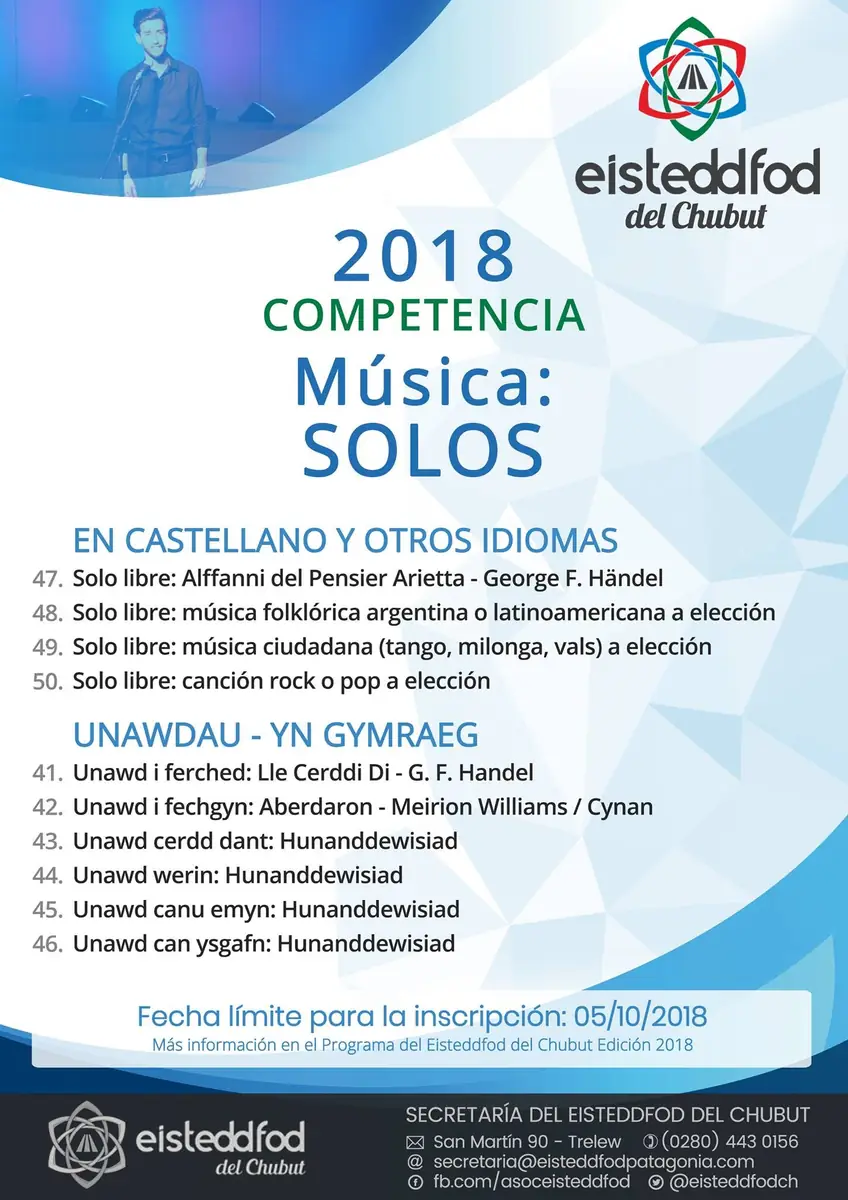 eisteddfod
del Chubut
2018
COMPETENCIA
Música:
SOLOS
EN CASTELLANO Y OTROS IDIOMAS
47. Solo libre: Alffanni del Pensier Arietta - George F. Händel
48. Solo libre: música folklórica argentina o latinoamericana a elección
49. Solo libre: música ciudadana (tango, milonga, vals) a elección
50. Solo libre: canción rock o pop a elección
UNAWDAU - YN GYMRAEG
41. Unawd i ferched: Lle Cerddi Di - G. F. Handel
42. Unawd i fechgyn: Aberdaron - Meirion Williams / Cynan
43. Unawd cerdd dant: Hunanddewisiad
44. Unawd werin: Hunanddewisiad
45. Unawd canu emyn: Hunanddewisiad
46. Unawd can ysgafn: Hunanddewisiad
Fecha límite para la inscripción: 05/10/2018
Más información en el Programa del Eisteddfod del Chubut Edición 2018
eisteddfod
del Chubut
SECRETARÍA DEL EISTEDDFOD DEL CHUBUT
San Martín 90 - Trelew (0280) 443 0156
@ secretaria@eisteddfodpatagonia.com
fb.com/asoceisteddfod @eisteddfodch